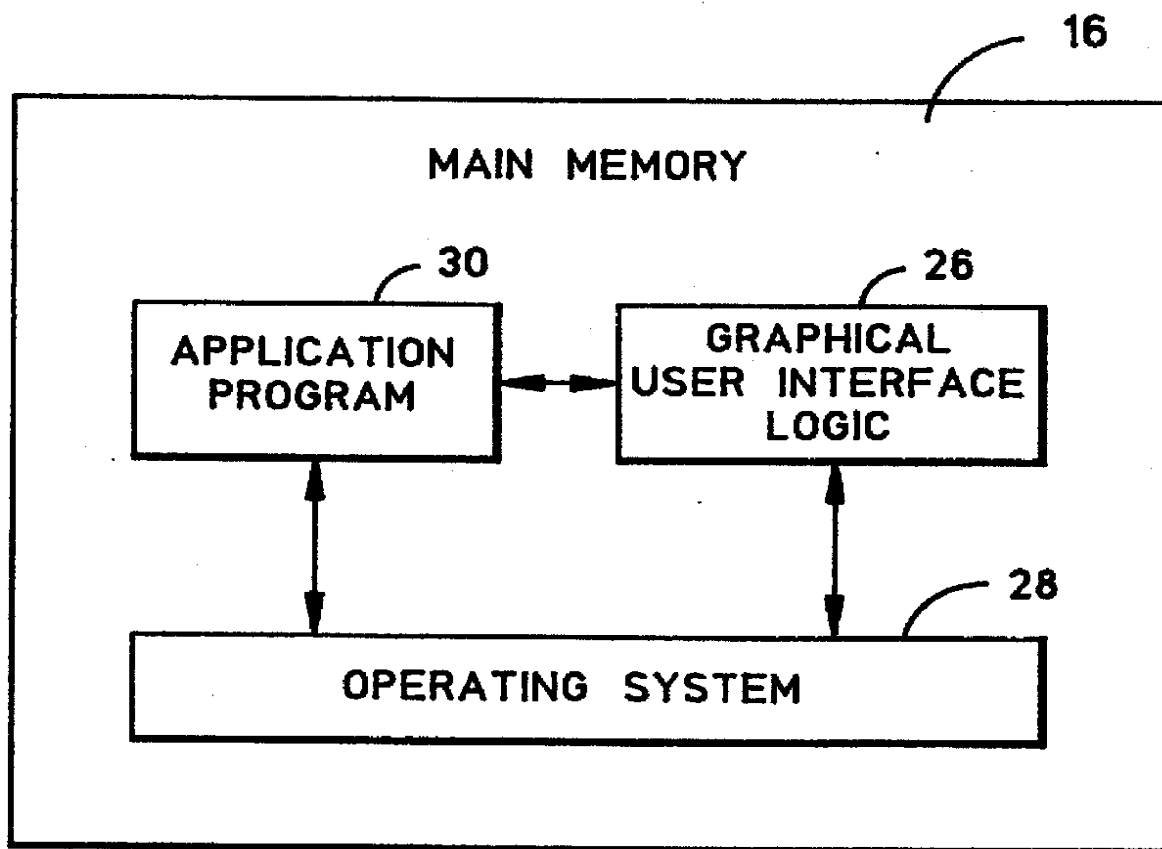 16
MAIN MEMORY
30
26
APPLICATION
PROGRAM
GRAPHICAL
USER INTERFACE
LOGIC
28
OPERATING SYSTEM